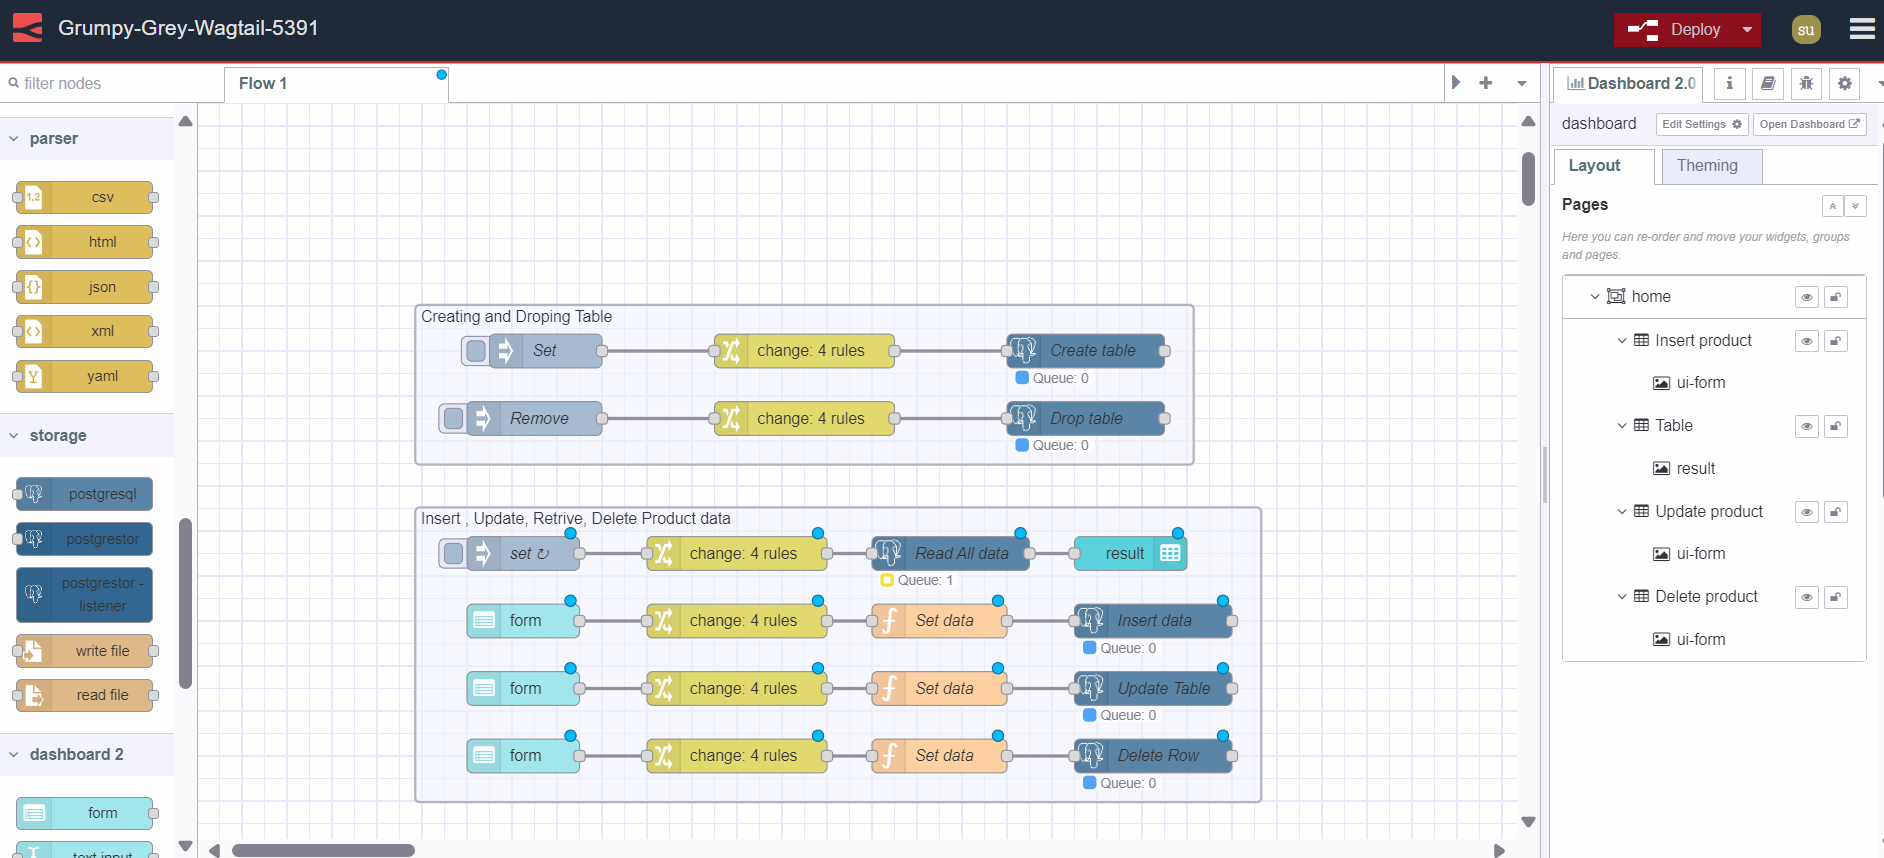 Grumpy-Grey-Wagtail-5391
Deploy
su
filter nodes
Flow 1
Dashboard 2.0
parser
csv
html
json
xml
yaml
storage
postgresql
postgrestor
postgrestor -
listener
write file
read file
dashboard 2
form
text input
Creating and Droping Table
Set
change: 4 rules
Create table
Queue: 0
Remove
change: 4 rules
Drop table
Queue: 0
Insert , Update, Retrive, Delete Product data
set ↻
change: 4 rules
Read All data
result
Queue: 1
form
change: 4 rules
Set data
Insert data
Queue: 0
form
change: 4 rules
Set data
Update Table
Queue: 0
form
change: 4 rules
Set data
Delete Row
Queue: 0
dashboard
Edit Settings
Open Dashboard
Layout
Theming
Pages
Here you can re-order and move your widgets, groups
and pages.
home
Insert product
ui-form
Table
result
Update product
ui-form
Delete product
ui-form